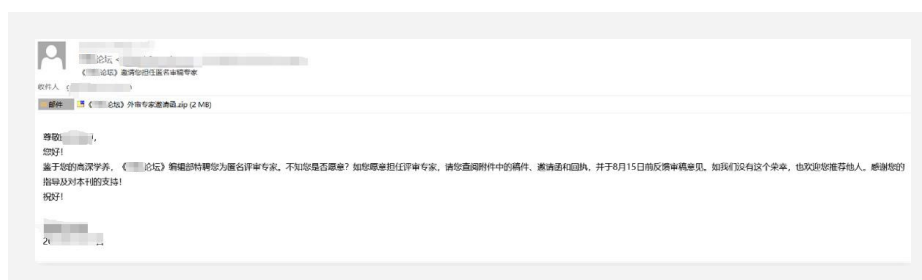 论坛 <
《 论坛》邀请您担任匿名审稿专家
收件人
邮件 《 论坛》外审专家邀请函.zip (2 MB)
尊敬
您好!
鉴于您的高深学养,《 论坛》编辑部特聘您为匿名评审专家。不知您是否愿意?如您愿意担任评审专家,请您查阅附件中的稿件、邀请函和回执,并于8月15日前反馈审稿意见。如我们没有这个荣幸,也欢迎您推荐他人。感谢您的
指导及对本刊的支持!
祝好!